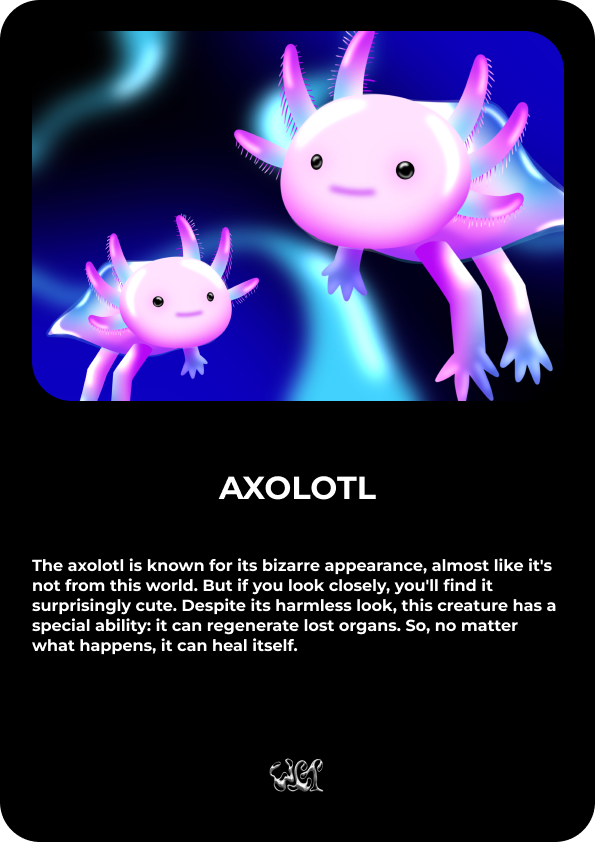 AXOLOTL
The axolotl is known for its bizarre appearance, almost like it's
not from this world. But if you look closely, you'll find it
surprisingly cute. Despite its harmless look, this creature has a
special ability: it can regenerate lost organs. So, no matter
what happens, it can heal itself.